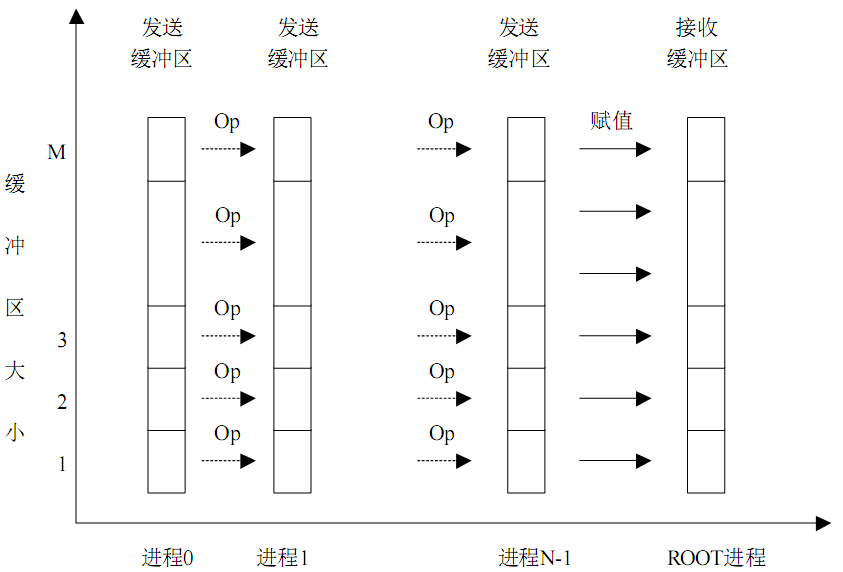 发送 发送 发送 接收
缓冲区 缓冲区 缓冲区 缓冲区
Op Op 赋值
M
缓
Op Op
冲
区
Op Op
3
大
Op Op
2
小
Op Op
1
进程0 进程1 进程N-1 ROOT进程